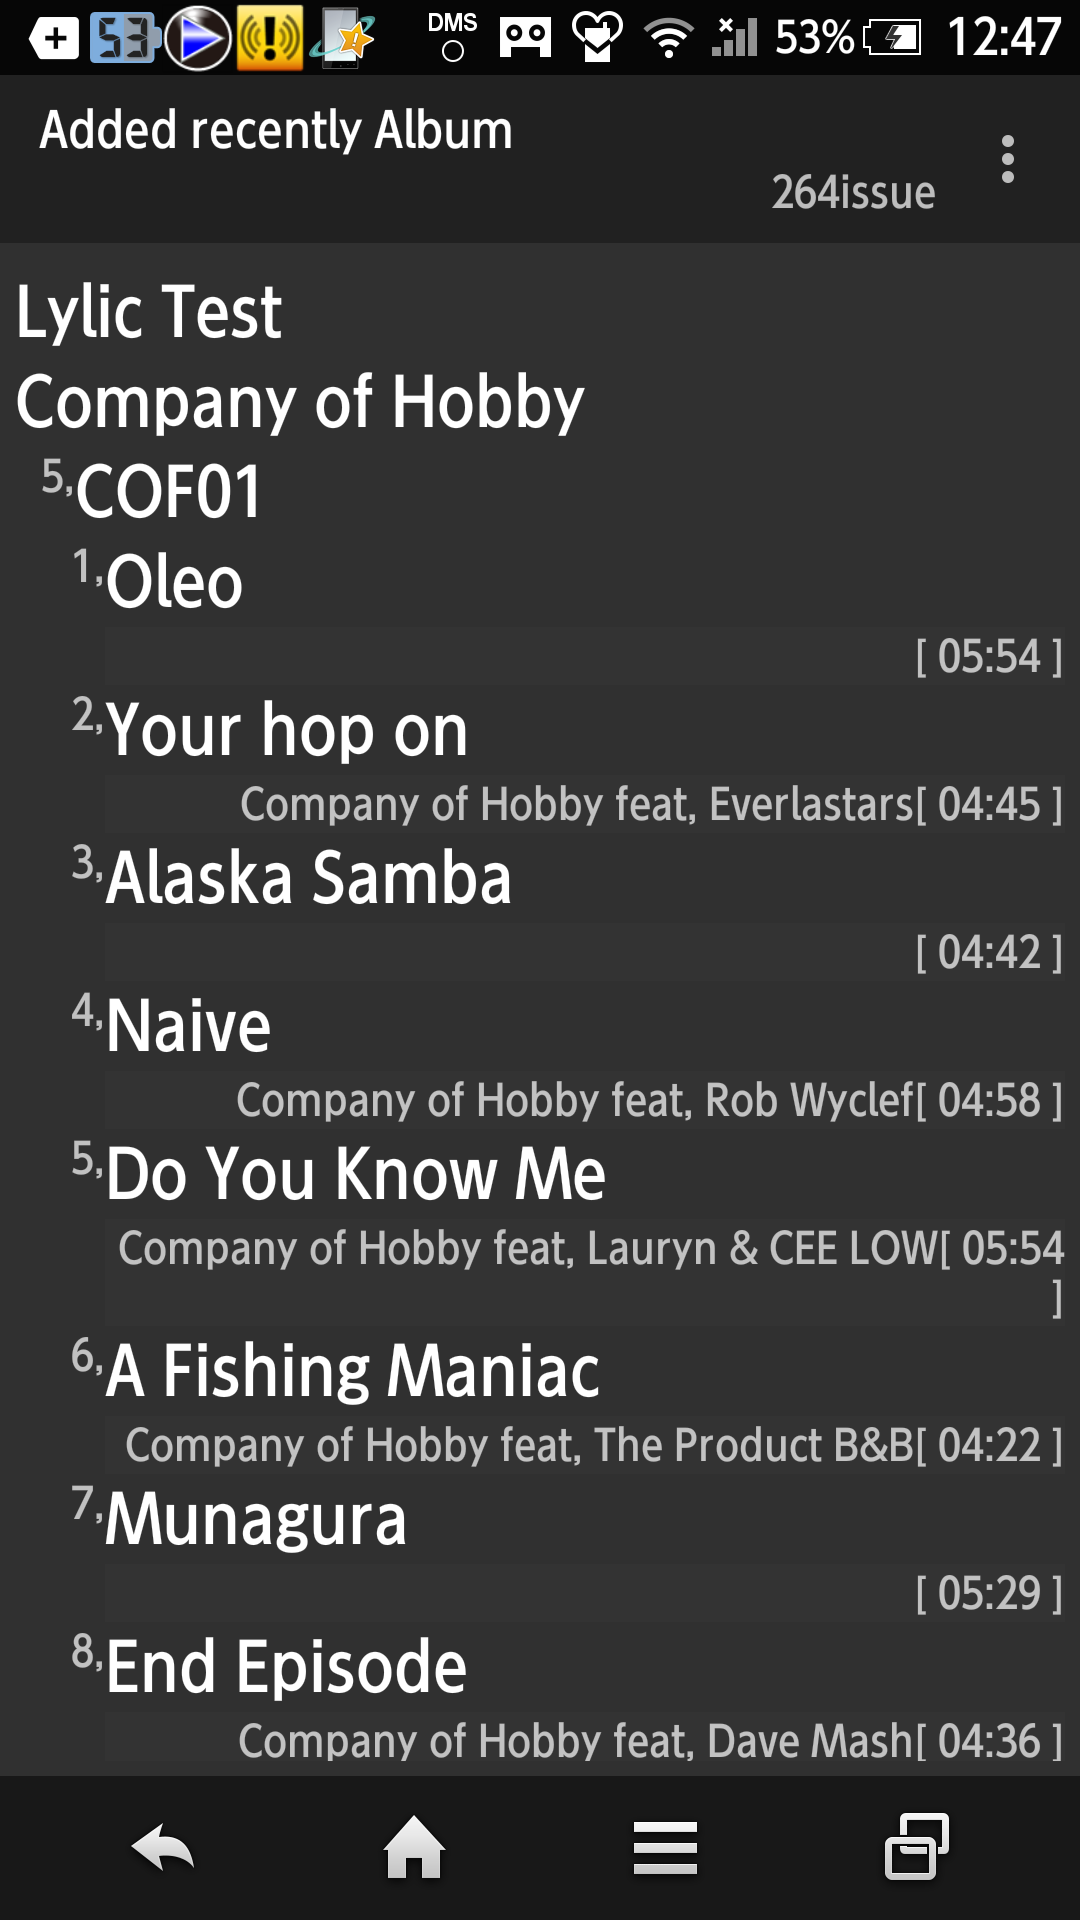 53 DMS 53% 12:47
Added recently Album
264issue
Lylic Test
Company of Hobby
5,COF01
1,Oleo
[ 05:54 ]
2,Your hop on
Company of Hobby feat, Everlastars[ 04:45 ]
3,Alaska Samba
[ 04:42 ]
4,Naive
Company of Hobby feat, Rob Wyclef[ 04:58 ]
5,Do You Know Me
Company of Hobby feat, Lauryn & CEE LOW[ 05:54
]
6,A Fishing Maniac
Company of Hobby feat, The Product B&B[ 04:22 ]
7,Munagura
[ 05:29 ]
8,End Episode
Company of Hobby feat, Dave Mash[ 04:36 ]